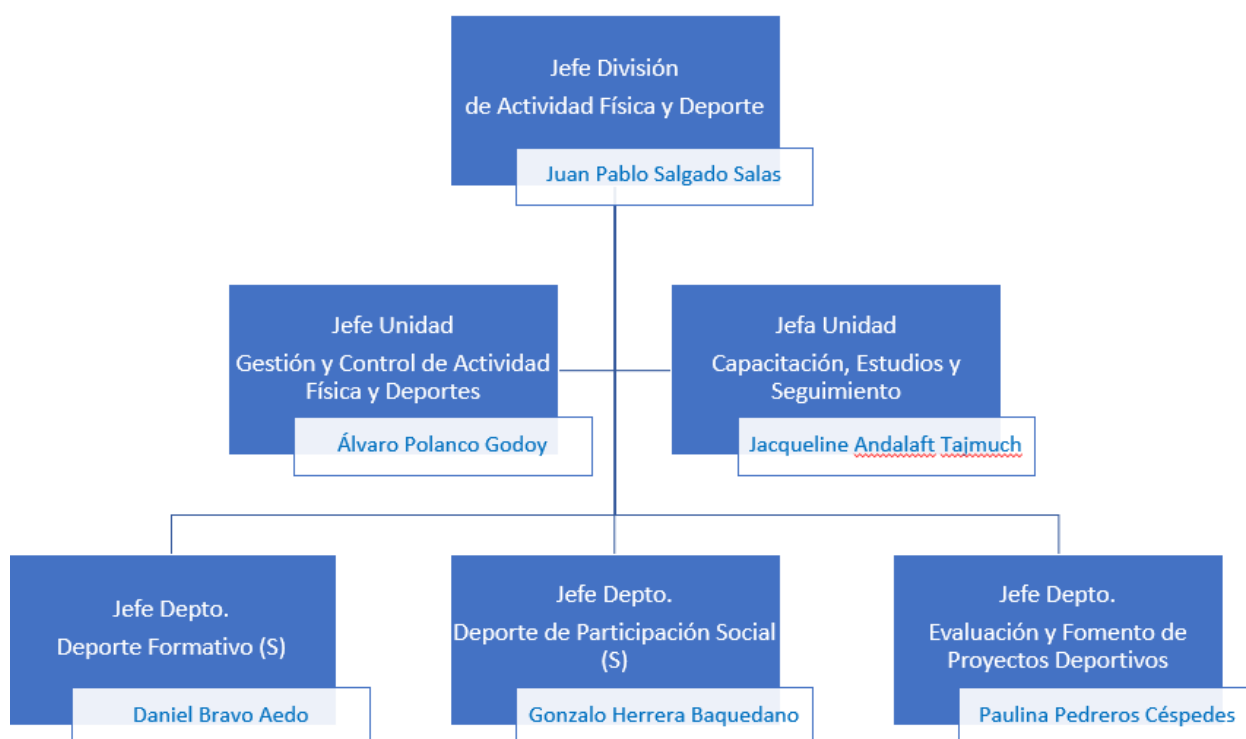 Jefe División
de Actividad Física y Deporte
Juan Pablo Salgado Salas
Jefe Unidad
Gestión y Control de Actividad
Física y Deportes
Álvaro Polanco Godoy
Jefa Unidad
Capacitación, Estudios y
Seguimiento
Jacqueline Andalaft Tajmuch
Jefe Depto.
Deporte Formativo (S)
Daniel Bravo Aedo
Jefe Depto.
Deporte de Participación Social
(S)
Gonzalo Herrera Baquedano
Jefe Depto.
Evaluación y Fomento de
Proyectos Deportivos
Paulina Pedreros Céspedes